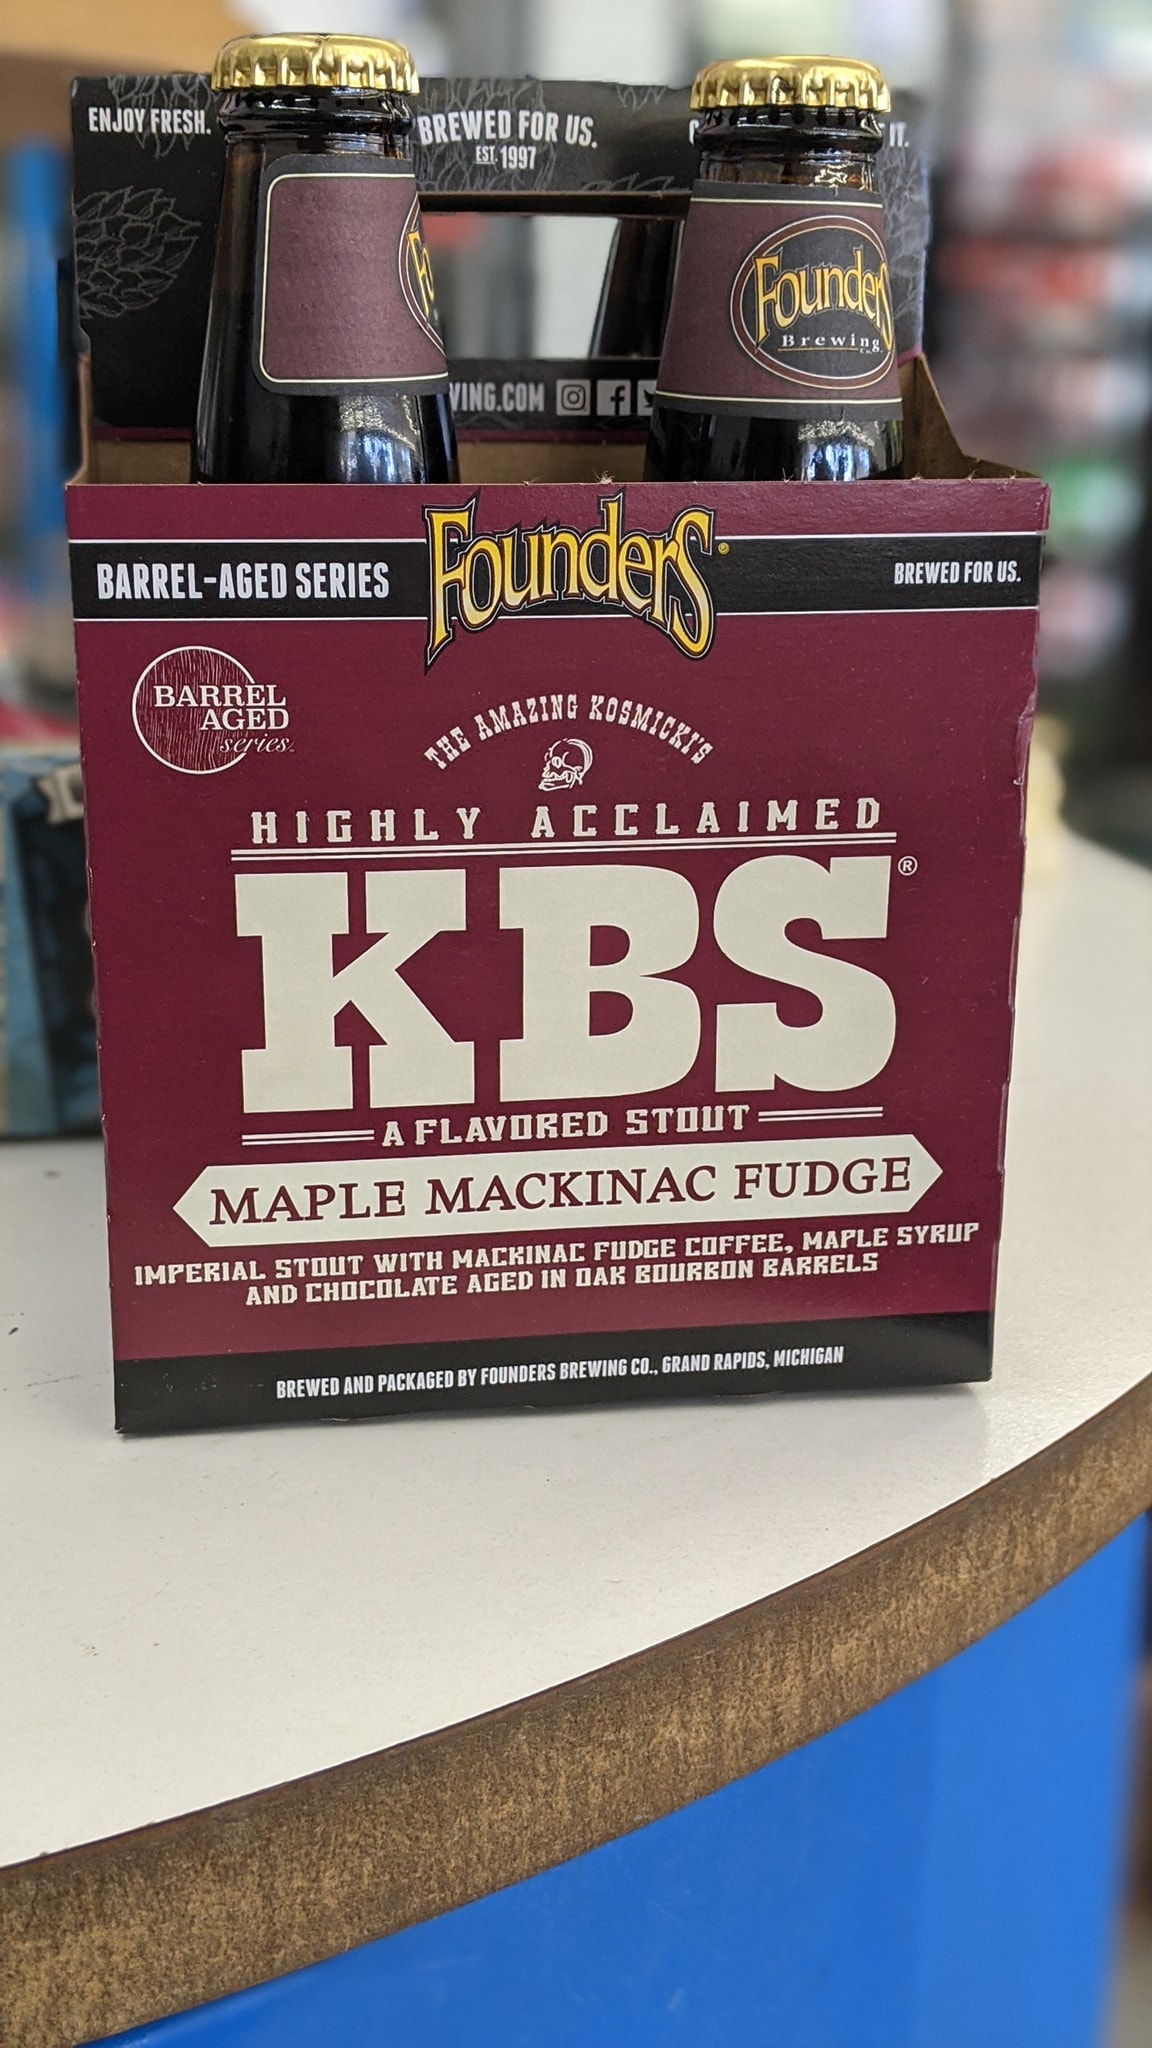 ENJOY FRESH.
BREWED FOR US.
EST. 1997
IT.
Founders
Brewing
Co.
VING.COM
Founders®
BARREL-AGED SERIES
BREWED FOR US.
BARREL
AGED
series.
THE AMAZING KOSMICKI'S
HIGHLY ACCLAIMED
KBS®
A FLAVORED STOUT
MAPLE MACKINAC FUDGE
IMPERIAL STOUT WITH MACKINAC FUDGE COFFEE, MAPLE SYRUP
AND CHOCOLATE AGED IN OAK BOURBON BARRELS
BREWED AND PACKAGED BY FOUNDERS BREWING CO., GRAND RAPIDS, MICHIGAN